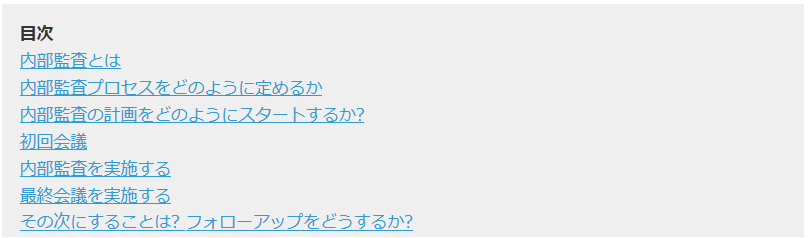 目次
内部監査とは
内部監査プロセスをどのように定めるか
内部監査の計画をどのようにスタートするか?
初回会議
内部監査を実施する
最終会議を実施する
その次にすることは? フォローアップをどうするか?